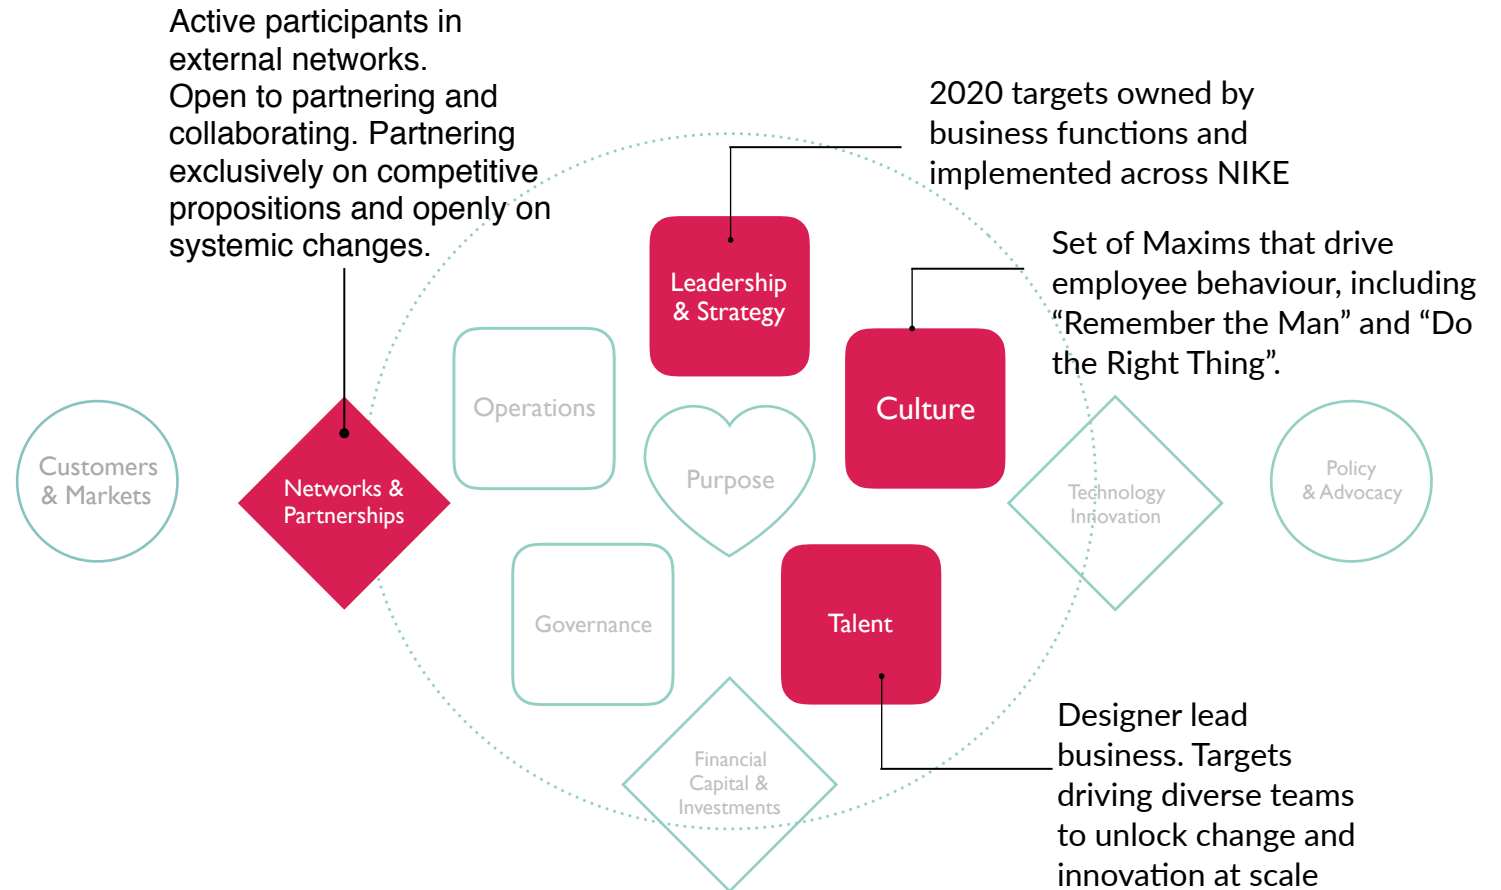 Active participants in
external networks.
Open to partnering and
collaborating. Partnering
exclusively on competitive
propositions and openly on
systemic changes.
2020 targets owned by
business functions and
implemented across NIKE
Set of Maxims that drive
employee behaviour, including
“Remember the Man” and “Do
the Right Thing”.
Leadership
& Strategy
Operations
Culture
Customers
& Markets
Networks &
Partnerships
Purpose
Technology
Innovation
Policy
& Advocacy
Governance
Talent
Financial
Capital &
Investments
Designer lead
business. Targets
driving diverse teams
to unlock change and
innovation at scale